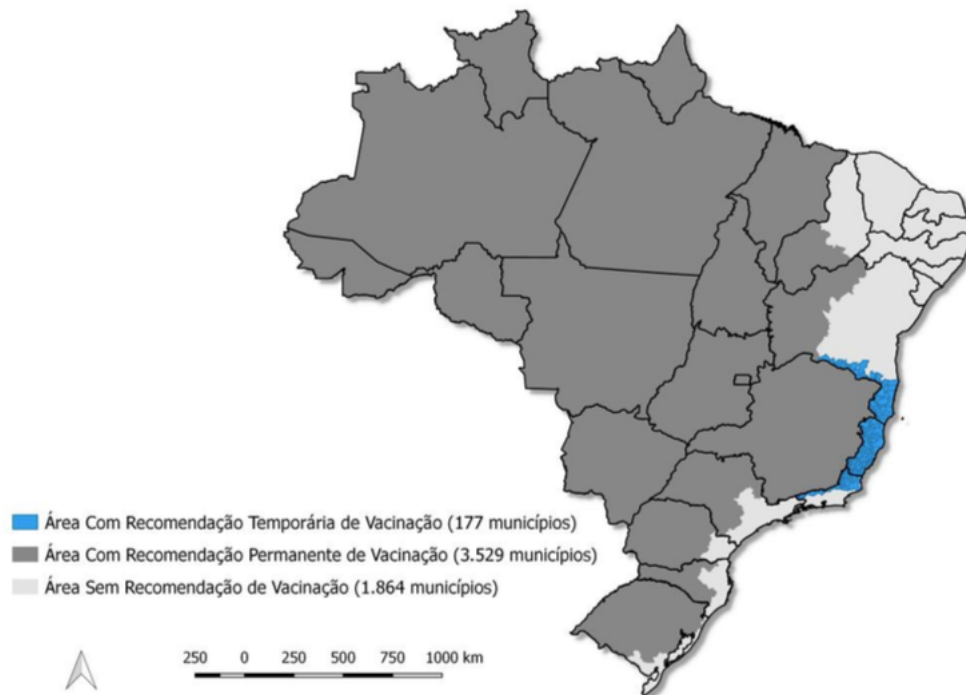 Área Com Recomendação Temporária de Vacinação (177 municípios)
Área Com Recomendação Permanente de Vacinação (3.529 municípios)
Área Sem Recomendação de Vacinação (1.864 municípios)
250 0 250 500 750 1000 km